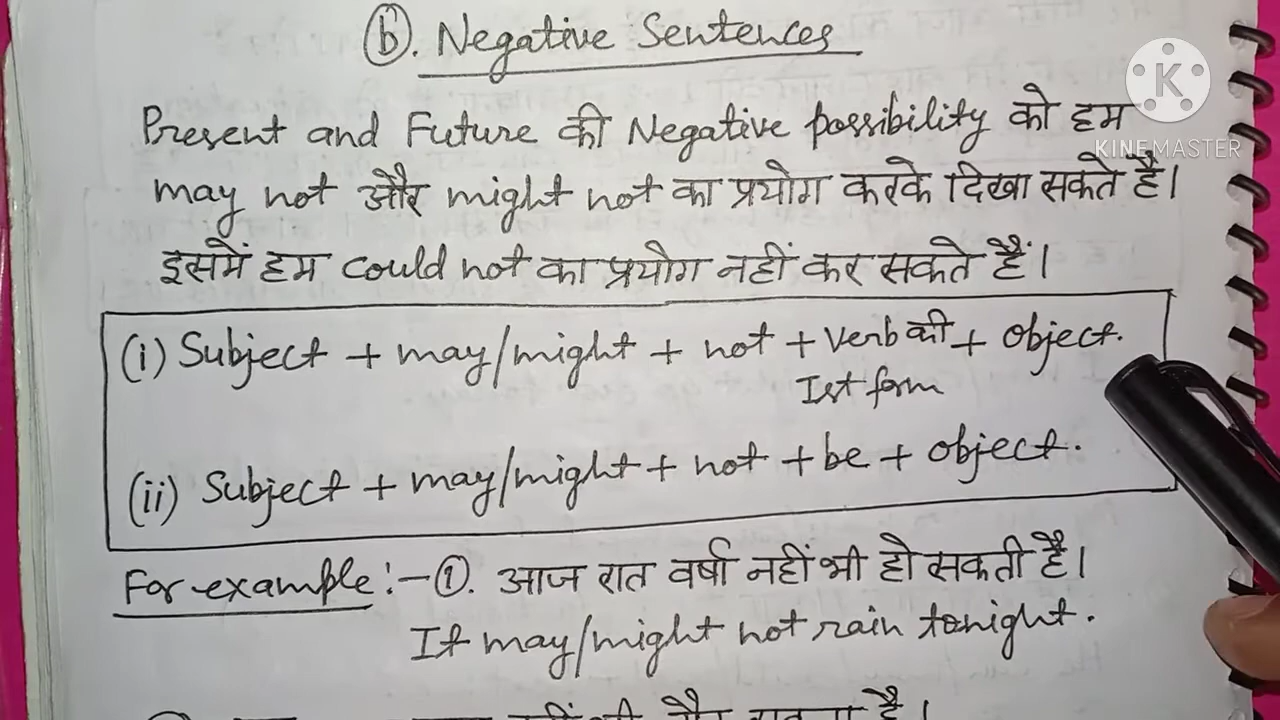 (b). Negative Sentences
K
KINEMASTER
Present and Future की Negative possibility को हम
may not और might not का प्रयोग करके दिखा सकते है।
इसमें हम could not का प्रयोग नहीं कर सकते हैं।
(i) Subject + may/might + not + verb की + object.
Ist form
(ii) Subject + may/might + not + be + object.
For example:- ①. आज रात वर्षा नहीं भी हो सकती है।
It may/might not rain tonight.